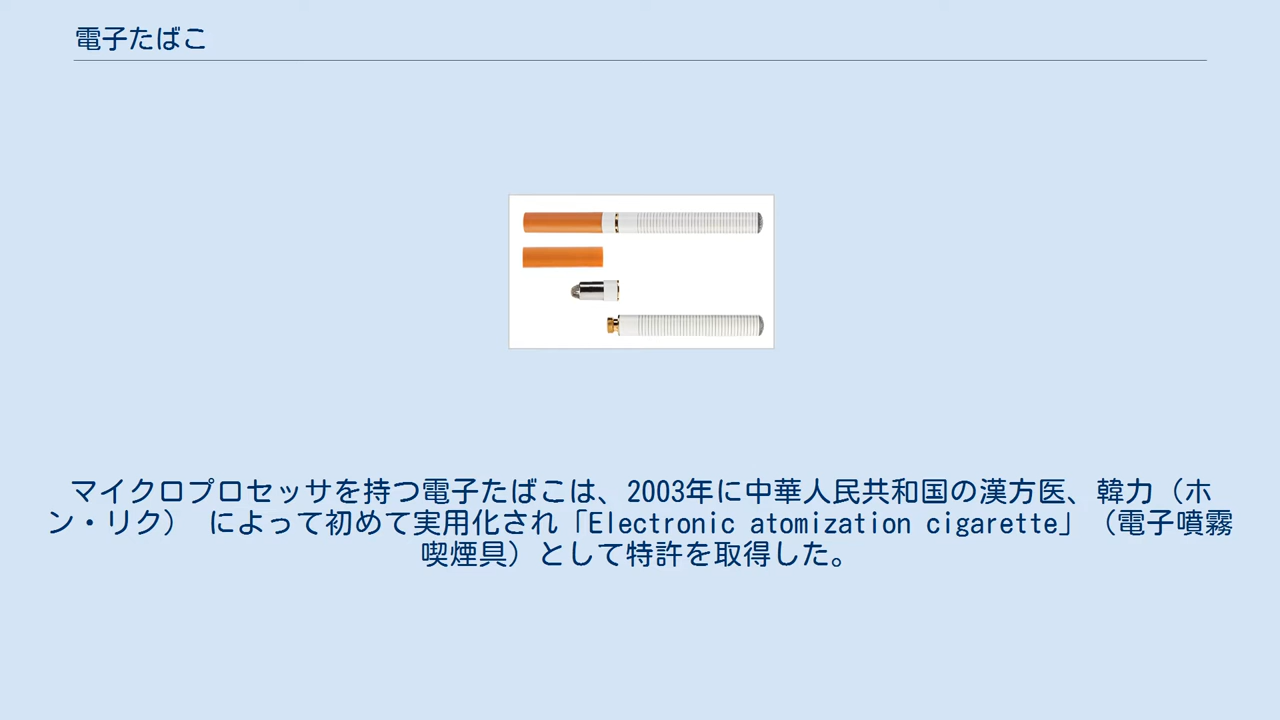 電子たばこ
マイクロプロセッサを持つ電子たばこは、2003年に中華人民共和国の漢方医、韓力（ホ
ン・リク） によって初めて実用化され「Electronic atomization cigarette」（電子噴霧
喫煙具）として特許を取得した。